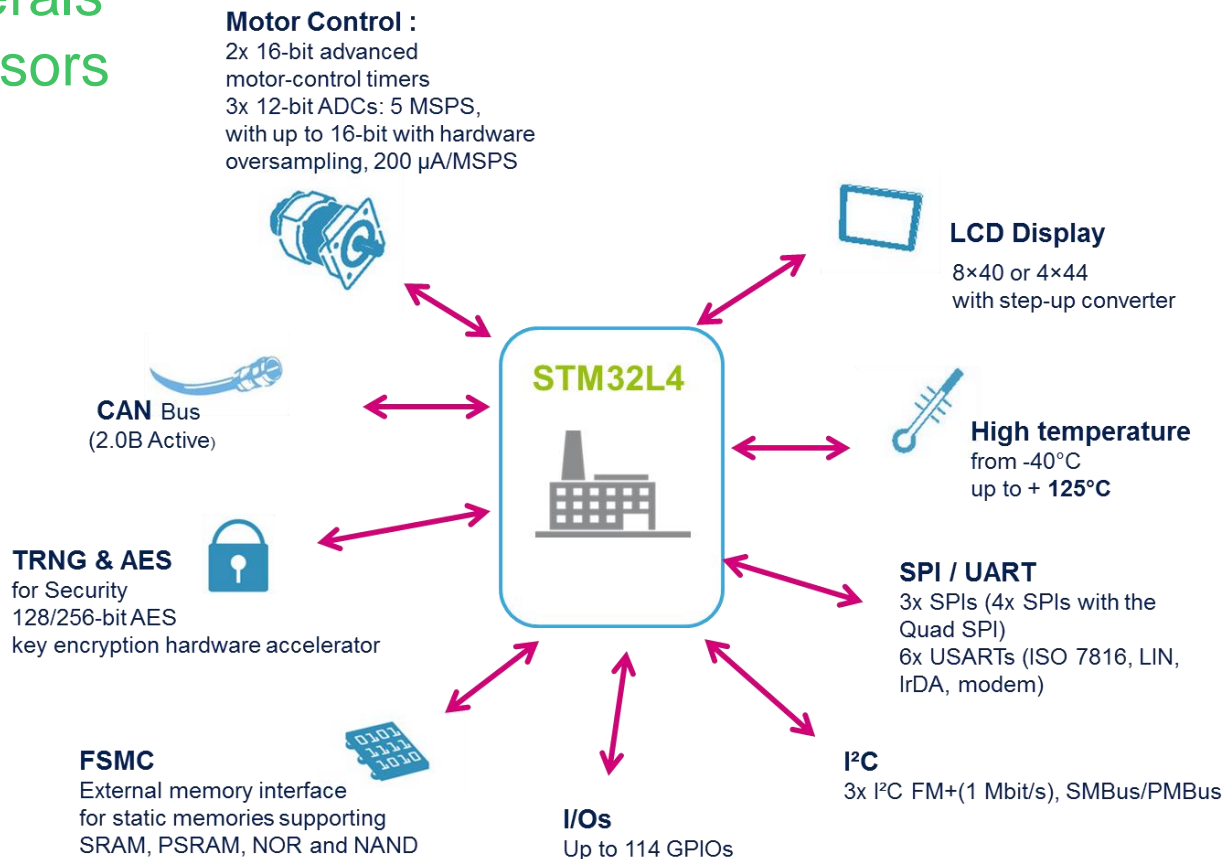 sors
Motor Control :
2x 16-bit advanced
motor-control timers
3x 12-bit ADCs: 5 MSPS,
with up to 16-bit with hardware
oversampling, 200 µA/MSPS
LCD Display
8×40 or 4×44
with step-up converter
STM32L4
CAN Bus
(2.0B Active)
High temperature
from -40°C
up to + 125°C
TRNG & AES
for Security
128/256-bit AES
key encryption hardware accelerator
SPI / UART
3x SPIs (4x SPIs with the
Quad SPI)
6x USARTs (ISO 7816, LIN,
IrDA, modem)
FSMC
External memory interface
for static memories supporting
SRAM, PSRAM, NOR and NAND
0101
1111
1010
I/Os
Up to 114 GPIOs
I²C
3x I²C FM+(1 Mbit/s), SMBus/PMBus